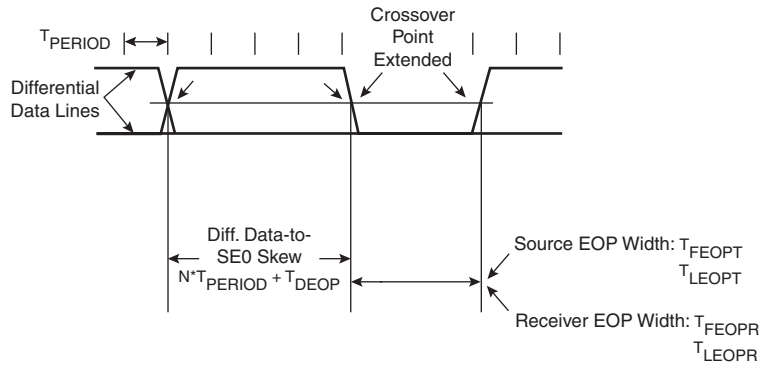 Crossover
Point
Extended
TPERIOD
Differential
Data Lines
Diff. Data-to-
SE0 Skew
N*TPERIOD + TDEOP
Source EOP Width: TFEOPT
TLEOPT
Receiver EOP Width: TFEOPR
TLEOPR